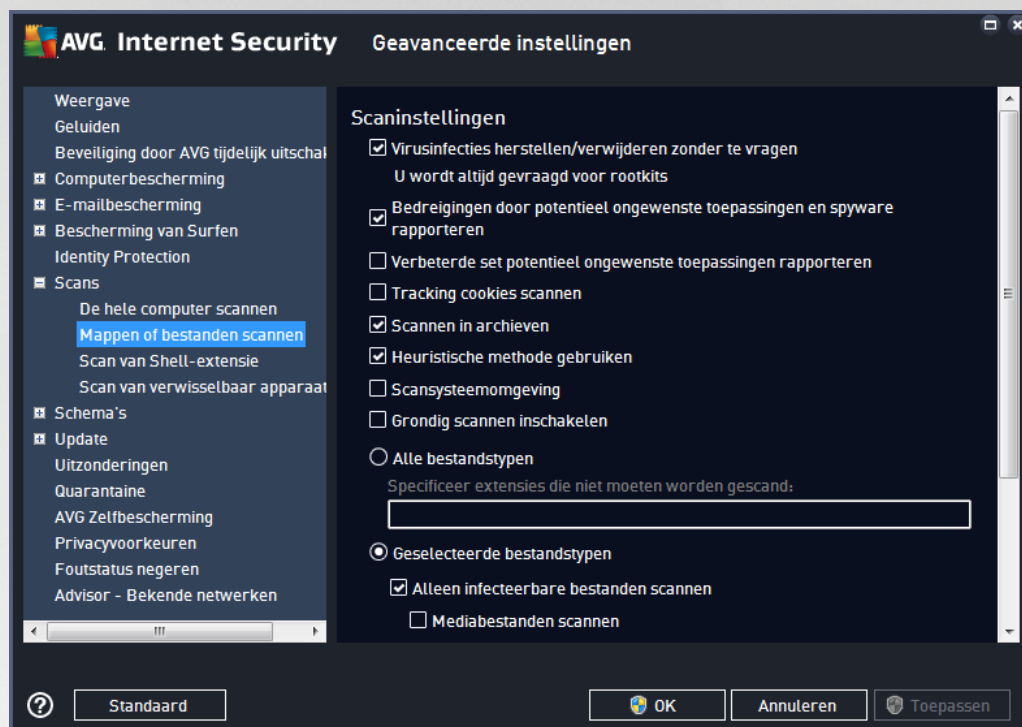 AVG. Internet Security
Geavanceerde instellingen
Weergave
Geluiden
Beveiliging door AVG tijdelijk
Computerbescherming
E-mailbescherming
Bescherming van Surfen
Identity Protection
Scans
De hele computer scannen
Mappen of bestanden scannen
Scan van Shell-extensie
Scan van verwisselbaar apparaat
Schema's
Update
Uitzonderingen
Quarantaine
AVG Zelfbescherming
Privacyvoorkeuren
Foutstatus negeren
Advisor - Bekende netwerken
Scaninstellingen
Virusinfecties herstellen/verwijderen zonder te vragen
U wordt altijd gevraagd voor rootkits
Bedreigingen door potentieel ongewenste toepassingen en spyware
rapporteren
Verbeterde set potentieel ongewenste toepassingen rapporteren
Tracking cookies scannen
Scannen in archieven
Heuristische methode gebruiken
Scansysteemomgeving
Grondig scannen inschakelen
Alle bestandstypen
Specificeer extensies die niet moeten worden gescand:
Geselecteerde bestandstypen
Alleen infecteerbare bestanden scannen
Mediabestanden scannen
? Standaard
OK
Annuleren
Toepassen